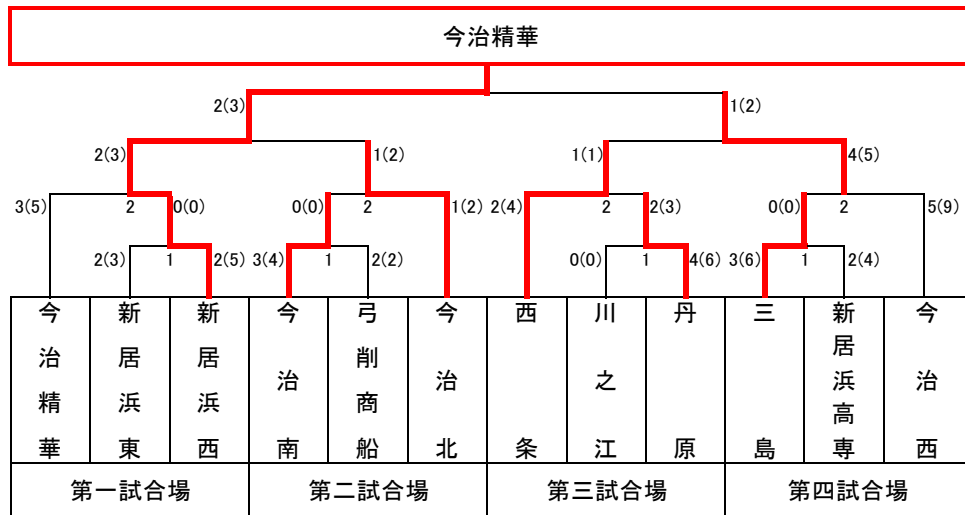 今治精華
2(3) 1(2)
2(3) 1(2) 1(1) 4(5)
3(5) 2 0(0) 0(0) 2 1(2) 2(4) 2 2(3) 0(0) 2 5(9)
2(3) 1 2(5) 3(4) 1 2(2) 0(0) 1 4(6) 3(6) 1 2(4)
今治精華
新居浜東
新居浜西
今治南
弓削商船
今治北
西条
川之江
丹原
三島
新居浜高専
今治西
第一試合場 第二試合場 第三試合場 第四試合場